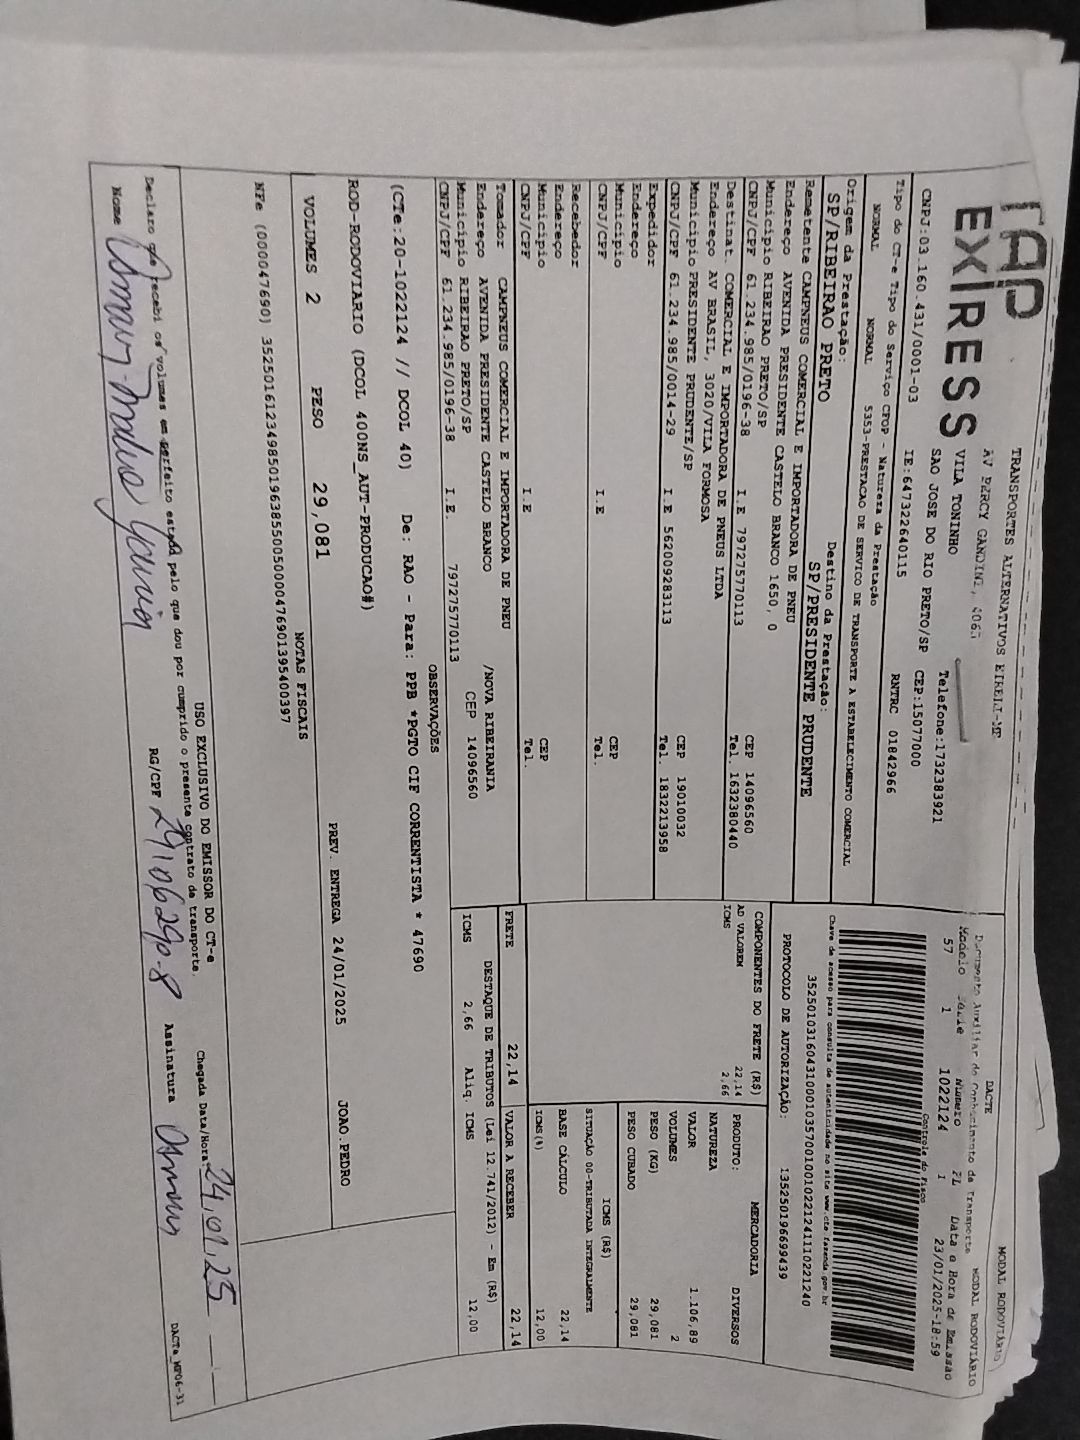 TAP
EX/RESS
TRANSPORTES ALTERNATIVOS EIRELI-
AV PERCY GANDINI,
VILA TONINHO
SAO JOSE DO RIO PRETO/SP
Telefone:1732383921
CEP:15077000
CNPJ:03.160.431/0001-03
IE:647322640115
RNTRC 01842966
MODAL RODOVIÁRIO
DACTE
Documento Auxiliar do Conhecimento de Transporte MODAL RODOVIÁRIO
Modelo Série Número FL Data e Hora de Emissão
57 1 1022124 1 23/01/2025-18:59
Controle do Fisco
Chave de acesso para consulta de autenticidade no site www.cte.fazenda.gov.br
PROTOCOLO DE AUTORIZAÇÃO: 135250196699439
Tipo do CT-e Tipo do Serviço CFOP - Natureza da Prestação
NORMAL NORMAL 5353-PRESTACAO DE SERVICO DE TRANSPORTE A ESTABELECIMENTO COMERCIAL
Origem da Prestação: Destino da Prestação:
SP/RIBEIRAO PRETO SP/PRESIDENTE PRUDENTE
Remetente CAMPNEUS COMERCIAL E IMPORTADORA DE PNEU
Endereço AVENIDA PRESIDENTE CASTELO BRANCO 1650, 0
Município RIBEIRAO PRETO/SP CEP 14096560
CNPJ/CPF 61.234.985/0196-38 I.E 797275770113 Tel. 1632380440
Destinat. COMERCIAL E IMPORTADORA DE PNEUS LTDA
Endereço AV BRASIL, 3020/VILA FORMOSA
Município PRESIDENTE PRUDENTE/SP CEP 19010032
CNPJ/CPF 61.234.985/0014-29 I.E 562009283113 Tel. 1832213958
Expedidor
Endereço
Município CEP
CNPJ/CPF I.E Tel.
Recebedor
Endereço
Município CEP
CNPJ/CPF I.E Tel.
Tomador CAMPNEUS COMERCIAL E IMPORTADORA DE PNEU
Endereço AVENIDA PRESIDENTE CASTELO BRANCO /NOVA RIBEIRANIA
Município RIBEIRAO PRETO/SP CEP 14096560
CNPJ/CPF 61.234.985/0196-38 I.E. 797275770113
COMPONENTES DO FRETE (R$)
AD VALOREM 22,14
ICMS 2,66
MERCADORIA
PRODUTO: DIVERSOS
NATUREZA
VALOR 1.106,89
VOLUMES 2
PESO (KG) 29,081
PESO CUBADO 29,081
ICMS (R$)
SITUAÇÃO 00-TRIBUTADA INTEGRALMENTE
BASE CÁLCULO 22,14
ICMS(%) 12,00
FRETE 22,14 VALOR A RECEBER 22,14
DESTAQUE DE TRIBUTOS (Lei 12.741/2012) - Em (R$)
ICMS 2,66 Aliq. ICMS 12,00
OBSERVAÇÕES
(CTe:20-1022124 // DCOL 40) De: RAO - Para: PPB *PGTO CIF CORRENTISTA * 47690
ROD-RODOVIARIO (DCOL 400NS_AUT-PRODUCAO#)
VOLUMES 2 PESO 29,081 PREV. ENTREGA 24/01/2025 JOAO.PEDRO
NOTAS FISCAIS
NFe (000047690)
USO EXCLUSIVO DO EMISSOR DO CT-e
Declaro que recebi os volumes em perfeito estado pelo que dou por cumprido o presente contrato de transporte.
Chegada Data/Hora 24,01,25
Nome RG/CPF 29.106290-8 Assinatura
DACTe_MP06-31